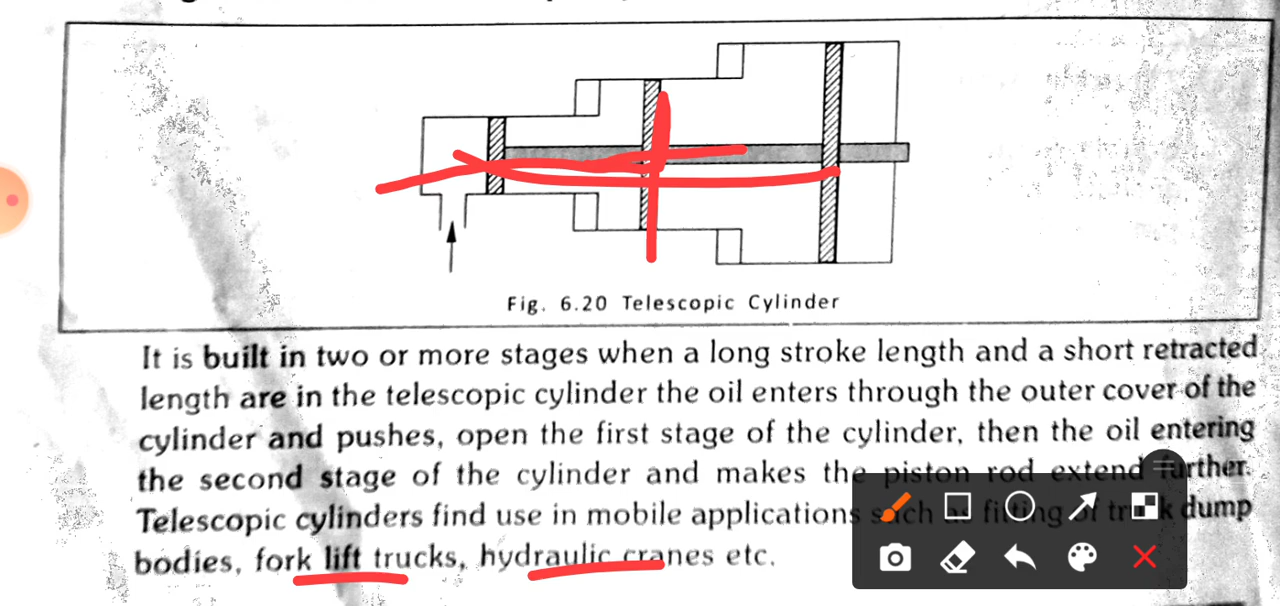 Fig. 6.20 Telescopic Cylinder
It is built in two or more stages when a long stroke length and a short retracted
length are in the telescopic cylinder the oil enters through the outer cover of the
cylinder and pushes, open the first stage of the cylinder, then the oil entering
the second stage of the cylinder and makes the piston rod extend further.
Telescopic cylinders find use in mobile applications such fitting of truck dump
bodies, fork lift trucks, hydraulic cranes etc.